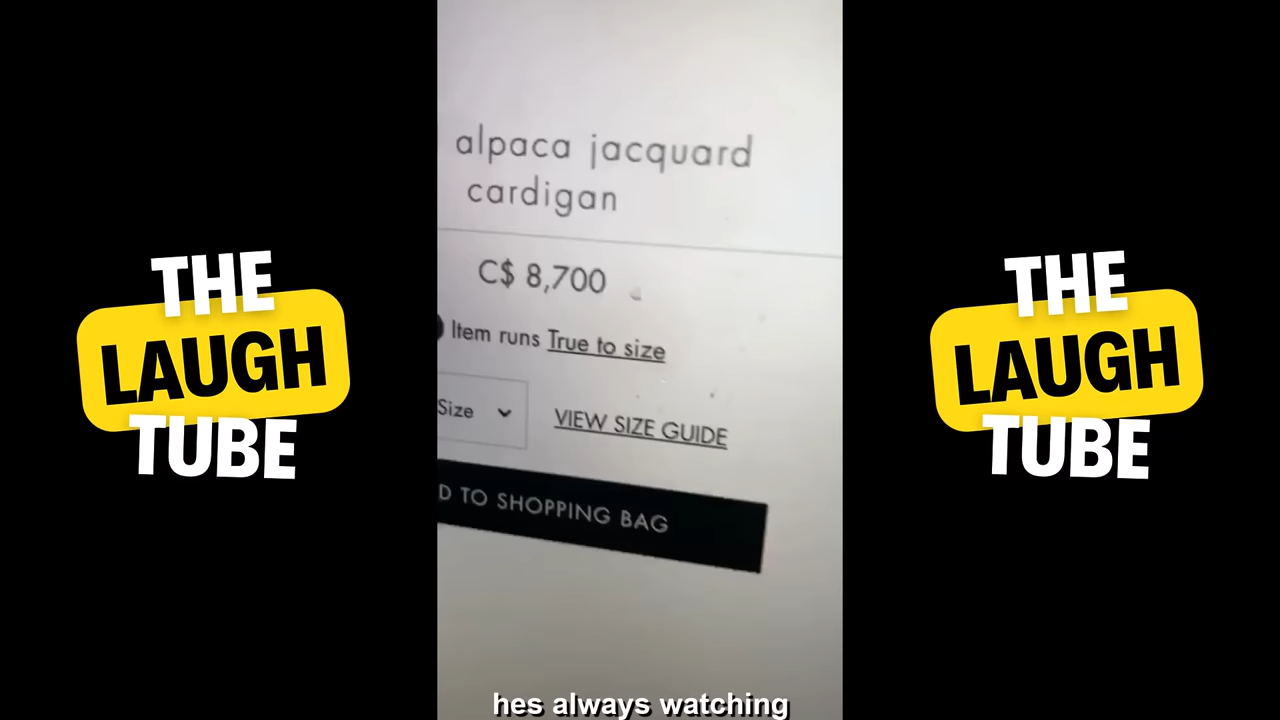 THE
LAUGH
TUBE
alpaca jacquard
cardigan
C$ 8,700
Item runs True to size
Size
VIEW SIZE GUIDE
D TO SHOPPING BAG
hes always watching
THE
LAUGH
TUBE